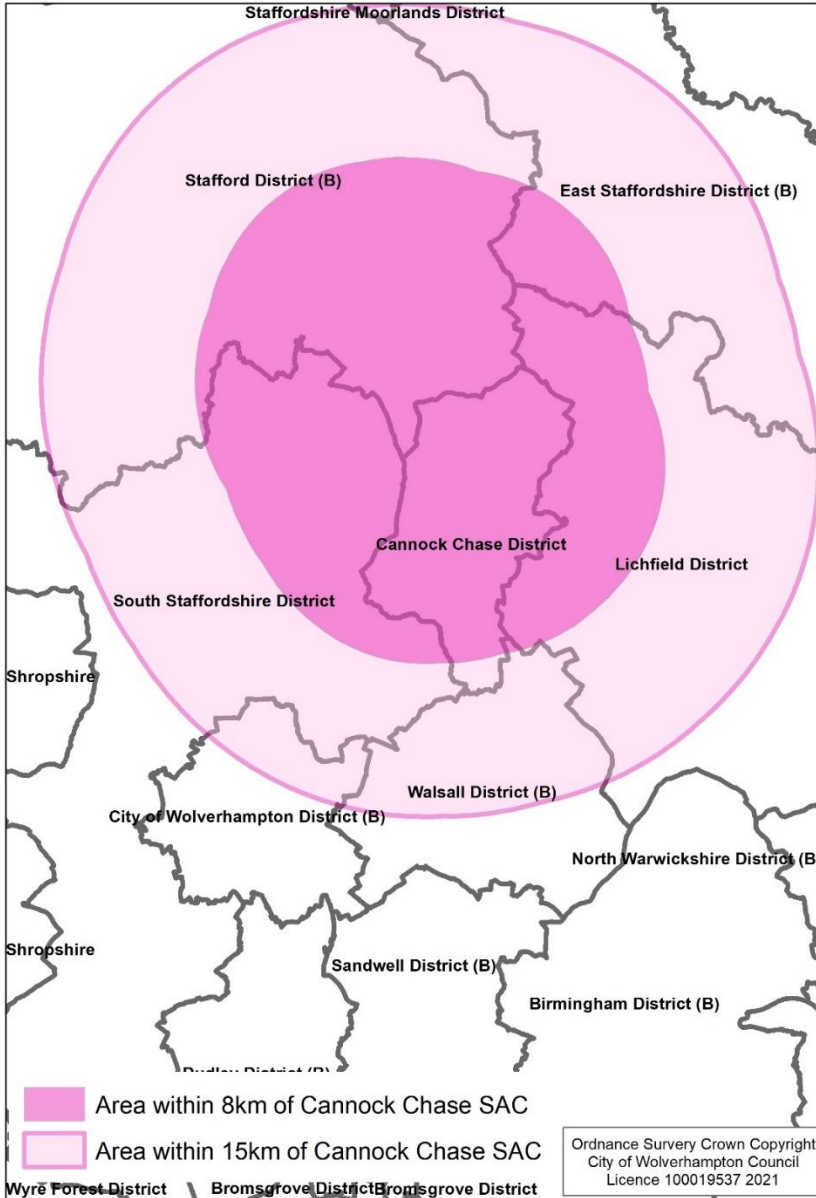 Staffordshire Moorlands District
Stafford District (B)
East Staffordshire District (B)
Cannock Chase District
Lichfield District
South Staffordshire District
Shropshire
Walsall District (B)
City of Wolverhampton District (B)
North Warwickshire District (B
Shropshire
Sandwell District (B)
Birmingham District (B)
Dudley District (B)
Area within 8km of Cannock Chase SAC
Area within 15km of Cannock Chase SAC
Ordnance Survery Crown Copyright
City of Wolverhampton Council
Licence 100019537 2021
Wyre Forest District
Bromsgrove District
Bromsgrove District